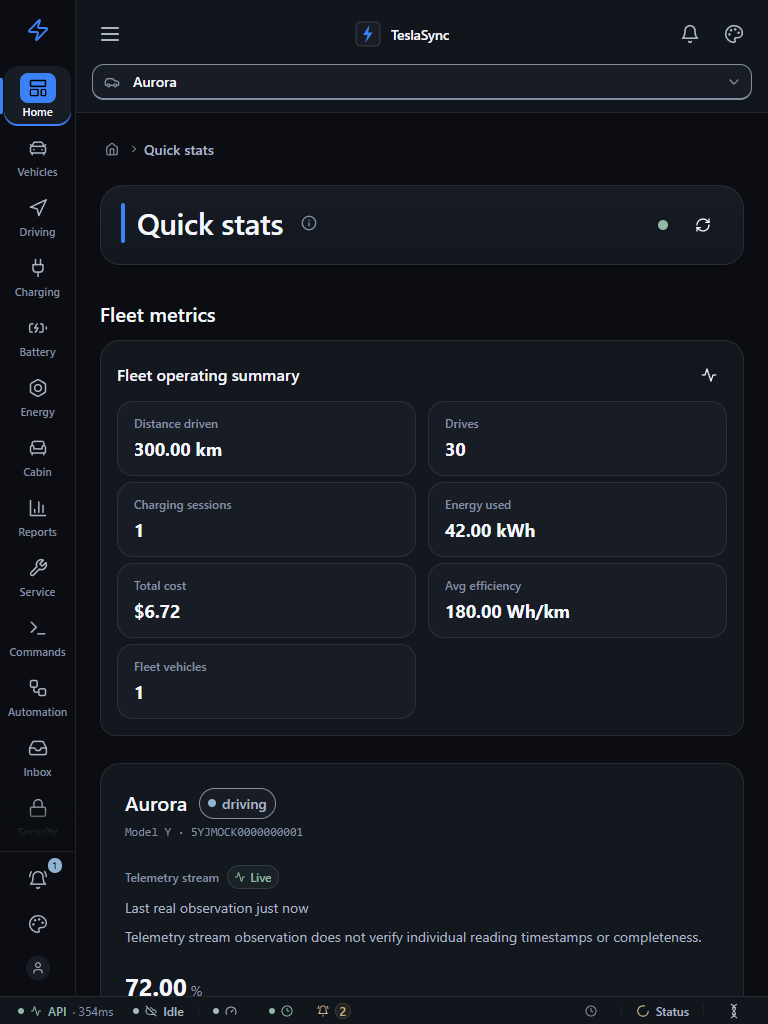 TeslaSync
Aurora
Home
Vehicles
Driving
Charging
Battery
Energy
Cabin
Reports
Service
Commands
Automation
Inbox
Security
1
Quick stats
Quick stats
Fleet metrics
Fleet operating summary
Distance driven
300.00 km
Drives
30
Charging sessions
1
Energy used
42.00 kWh
Total cost
$6.72
Avg efficiency
180.00 Wh/km
Fleet vehicles
1
Aurora driving
Model Y · 5YJMOCK0000000001
Telemetry stream Live
Last real observation just now
Telemetry stream observation does not verify individual reading timestamps or completeness.
72.00 %
API · 354ms Idle 2 Status